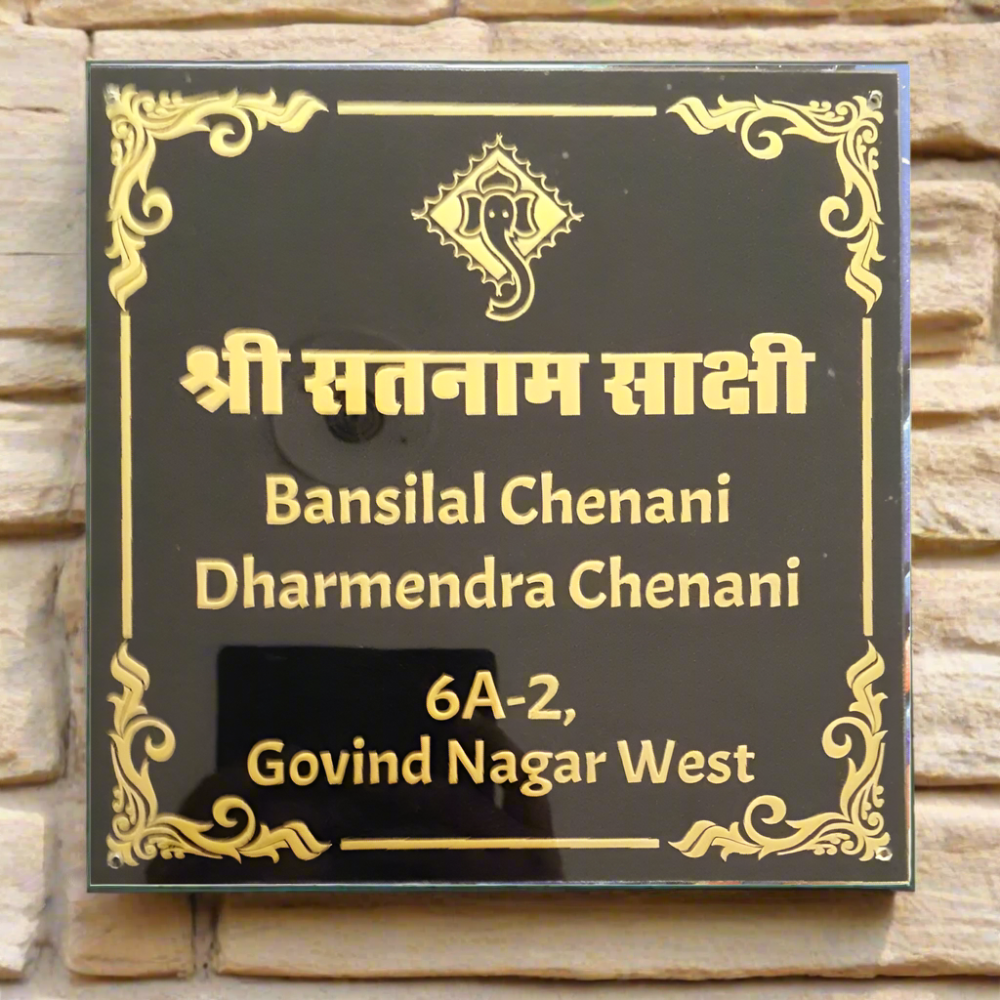 श्री सतनाम साक्षी
Bansilal Chenani
Dharmendra Chenani
6A-2,
Govind Nagar West